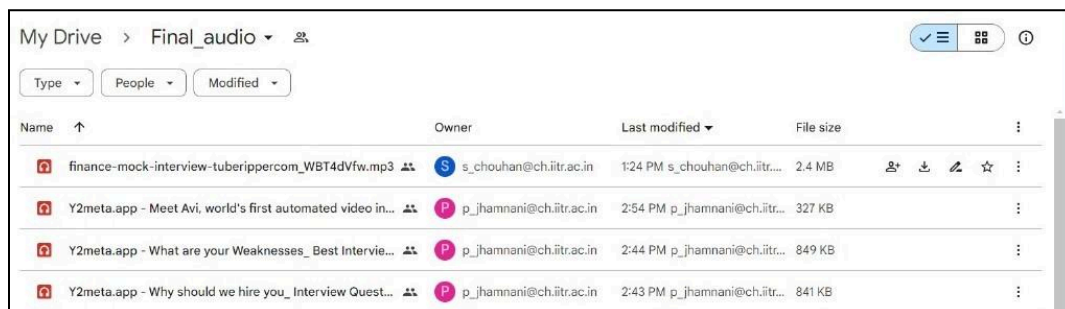 My Drive > Final_audio
Type People Modified
Name Owner Last modified File size
finance-mock-interview-tuberippercom_WBT4dVfw.mp3 S s_chouhan@ch.iitr.ac.in 1:24 PM s_chouhan@ch.iitr.... 2.4 MB
Y2meta.app - Meet Avi, world's first automated video in... P p_jhamnani@ch.iitr.ac.in 2:54 PM p_jhamnani@ch.iitr... 327 KB
Y2meta.app - What are your Weaknesses_ Best Intervie... P p_jhamnani@ch.iitr.ac.in 2:44 PM p_jhamnani@ch.iitr... 849 KB
Y2meta.app - Why should we hire you_ Interview Quest... P p_jhamnani@ch.iitr.ac.in 2:43 PM p_jhamnani@ch.iitr... 841 KB